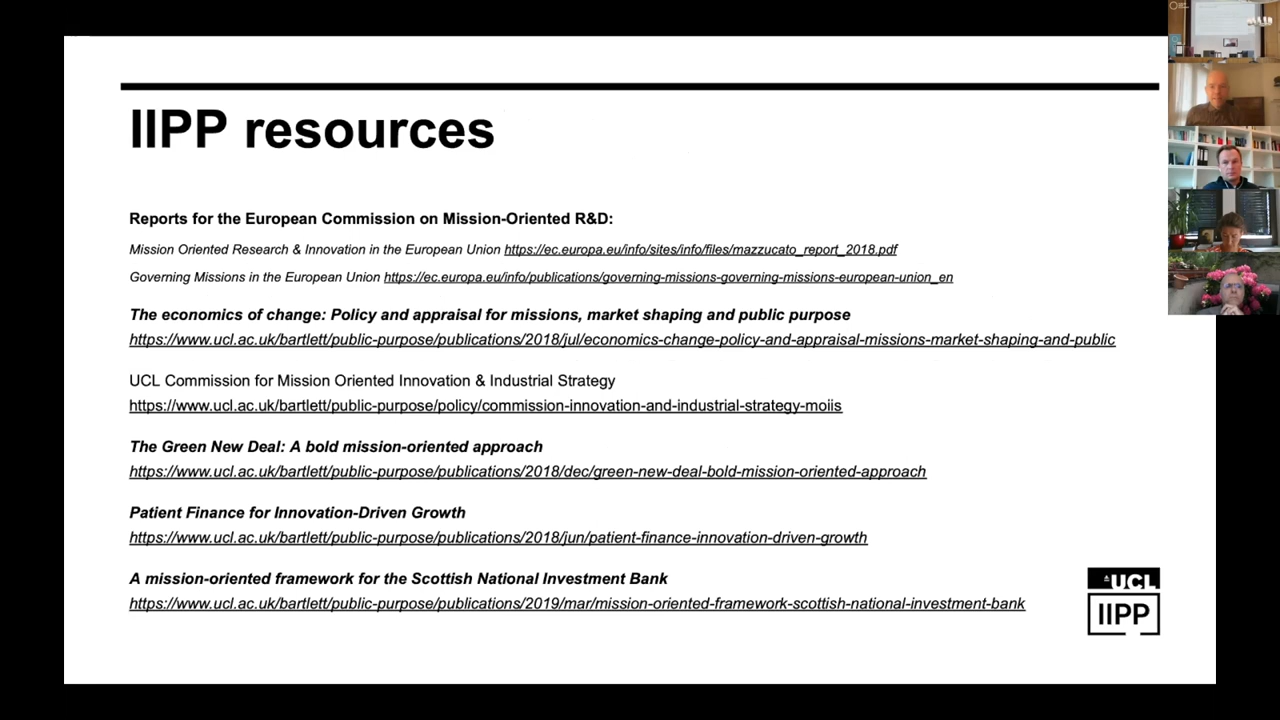 IIPP resources
Reports for the European Commission on Mission-Oriented R&D:
Mission Oriented Research & Innovation in the European Union https://ec.europa.eu/info/sites/info/files/mazzucato_report_2018.pdf
Governing Missions in the European Union https://ec.europa.eu/info/publications/governing-missions-governing-missions-european-union_en
The economics of change: Policy and appraisal for missions, market shaping and public purpose
https://www.ucl.ac.uk/bartlett/public-purpose/publications/2018/jul/economics-change-policy-and-appraisal-missions-market-shaping-and-public
UCL Commission for Mission Oriented Innovation & Industrial Strategy
https://www.ucl.ac.uk/bartlett/public-purpose/policy/commission-innovation-and-industrial-strategy-moiis
The Green New Deal: A bold mission-oriented approach
https://www.ucl.ac.uk/bartlett/public-purpose/publications/2018/dec/green-new-deal-bold-mission-oriented-approach
Patient Finance for Innovation-Driven Growth
https://www.ucl.ac.uk/bartlett/public-purpose/publications/2018/jun/patient-finance-innovation-driven-growth
A mission-oriented framework for the Scottish National Investment Bank
https://www.ucl.ac.uk/bartlett/public-purpose/publications/2019/mar/mission-oriented-framework-scottish-national-investment-bank
UCL
IIPP